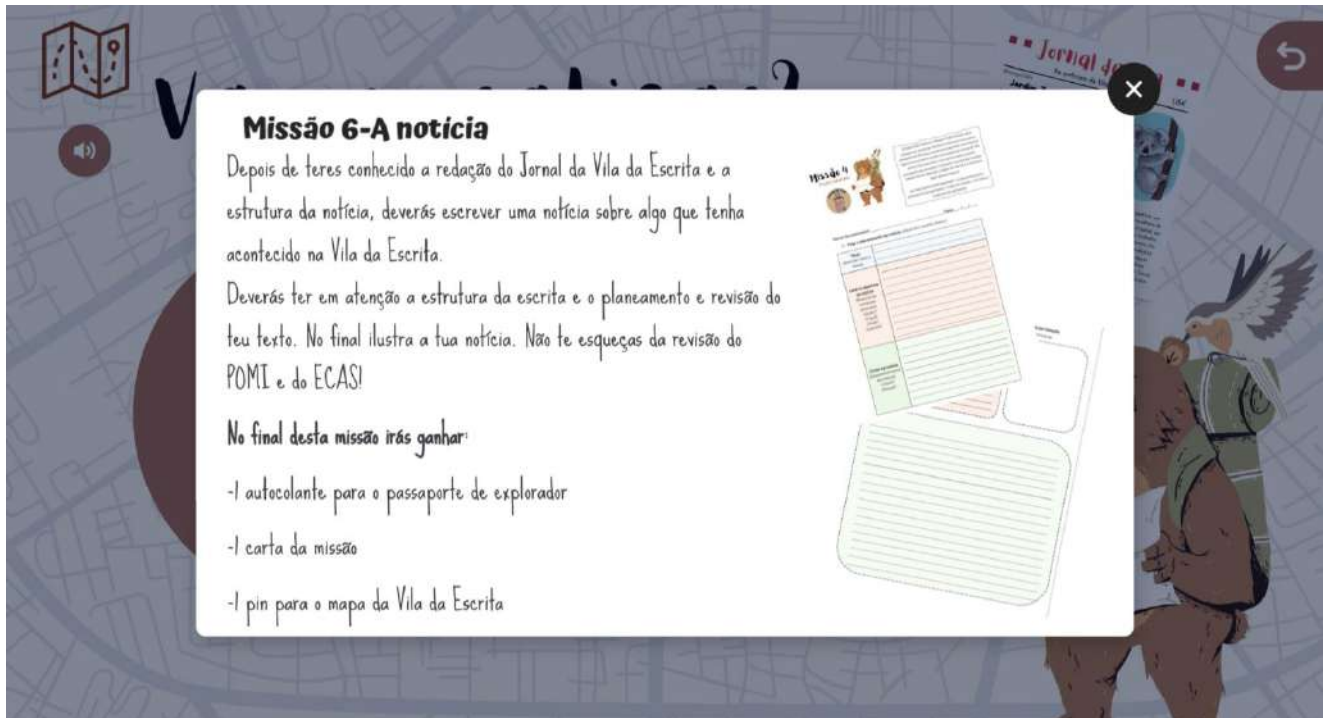 Jornal da
Missão 6-A notícia
Depois de teres conhecido a redação do Jornal da Vila da Escrita e a
estrutura da notícia, deverás escrever uma notícia sobre algo que tenha
acontecido na Vila da Escrita.
Deverás ter em atenção a estrutura da escrita e o planeamento e revisão do
teu texto. No final ilustra a tua notícia. Não te esqueças da revisão do
POMI e do ECAS!
No final desta missão irás ganhar:
-1 autocolante para o passaporte de explorador
-1 carta da missão
-1 pin para o mapa da Vila da Escrita
Missão 4